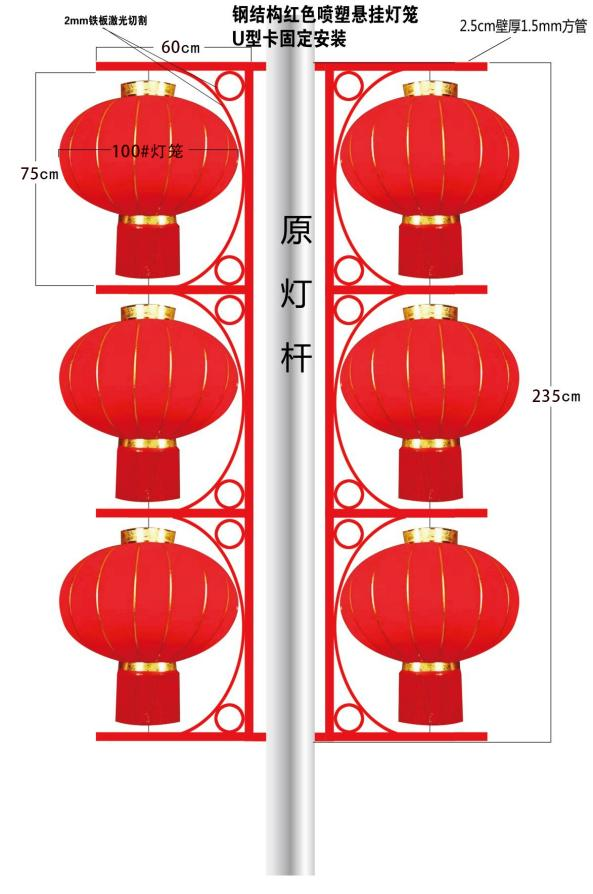 钢结构红色喷塑悬挂灯笼
U型卡固定安装
2mm铁板激光切割
2.5cm壁厚1.5mm方管
60cm
100#灯笼
75cm
原
灯
杆
235cm